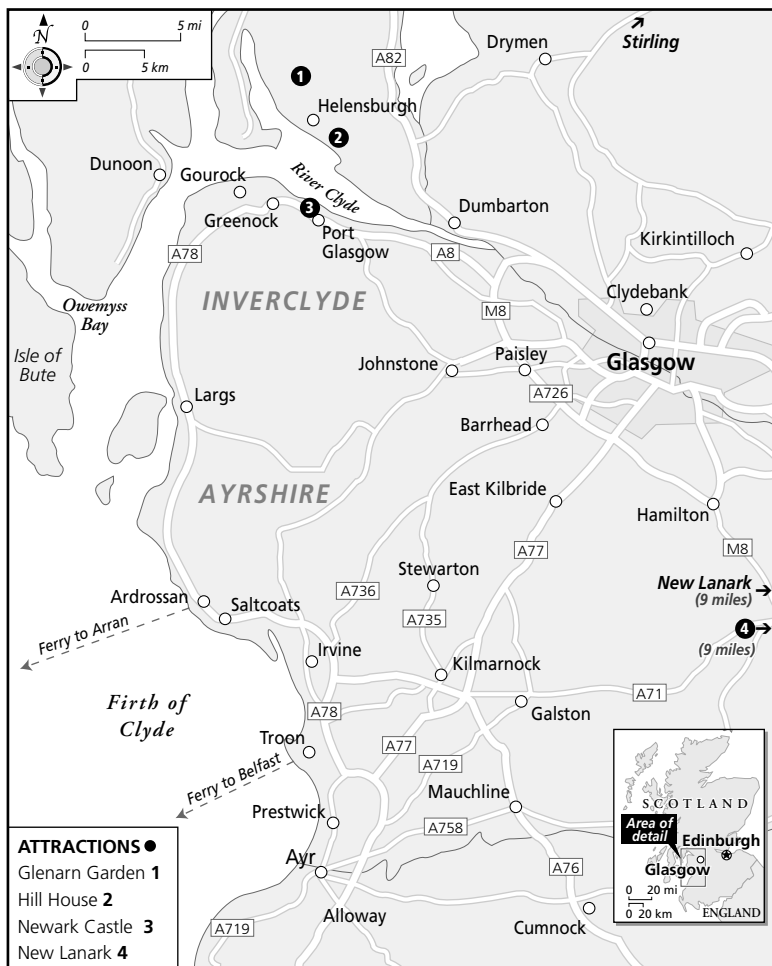 N
0 5 mi
0 5 km
Stirling
Drymen
A82
1
Helensburgh
2
Dunoon
Gourock
River Clyde
3
Greenock
Port
Glasgow
Dumbarton
Kirkintilloch
A78
A8
Clydebank
INVERCLYDE
Owemyss
Bay
M8
Isle of
Bute
Johnstone
Paisley
Glasgow
Largs
A726
Barrhead
AYRSHIRE
East Kilbride
Hamilton
A77
M8
Stewarton
New Lanark
(9 miles)
A736
Ardrossan
Saltcoats
A735
4
(9 miles)
Ferry to Arran
Irvine
Kilmarnock
A71
Firth of
Clyde
A78
Galston
Troon
A77
A719
Ferry to Belfast
Mauchline
Prestwick
A758
Ayr
A76
Alloway
Cumnock
A719
ATTRACTIONS
Glenarn Garden 1
Hill House 2
Newark Castle 3
New Lanark 4
SCOTLAND
Area of
detail
Edinburgh
Glasgow
0 20 mi
0 20 km
ENGLAND